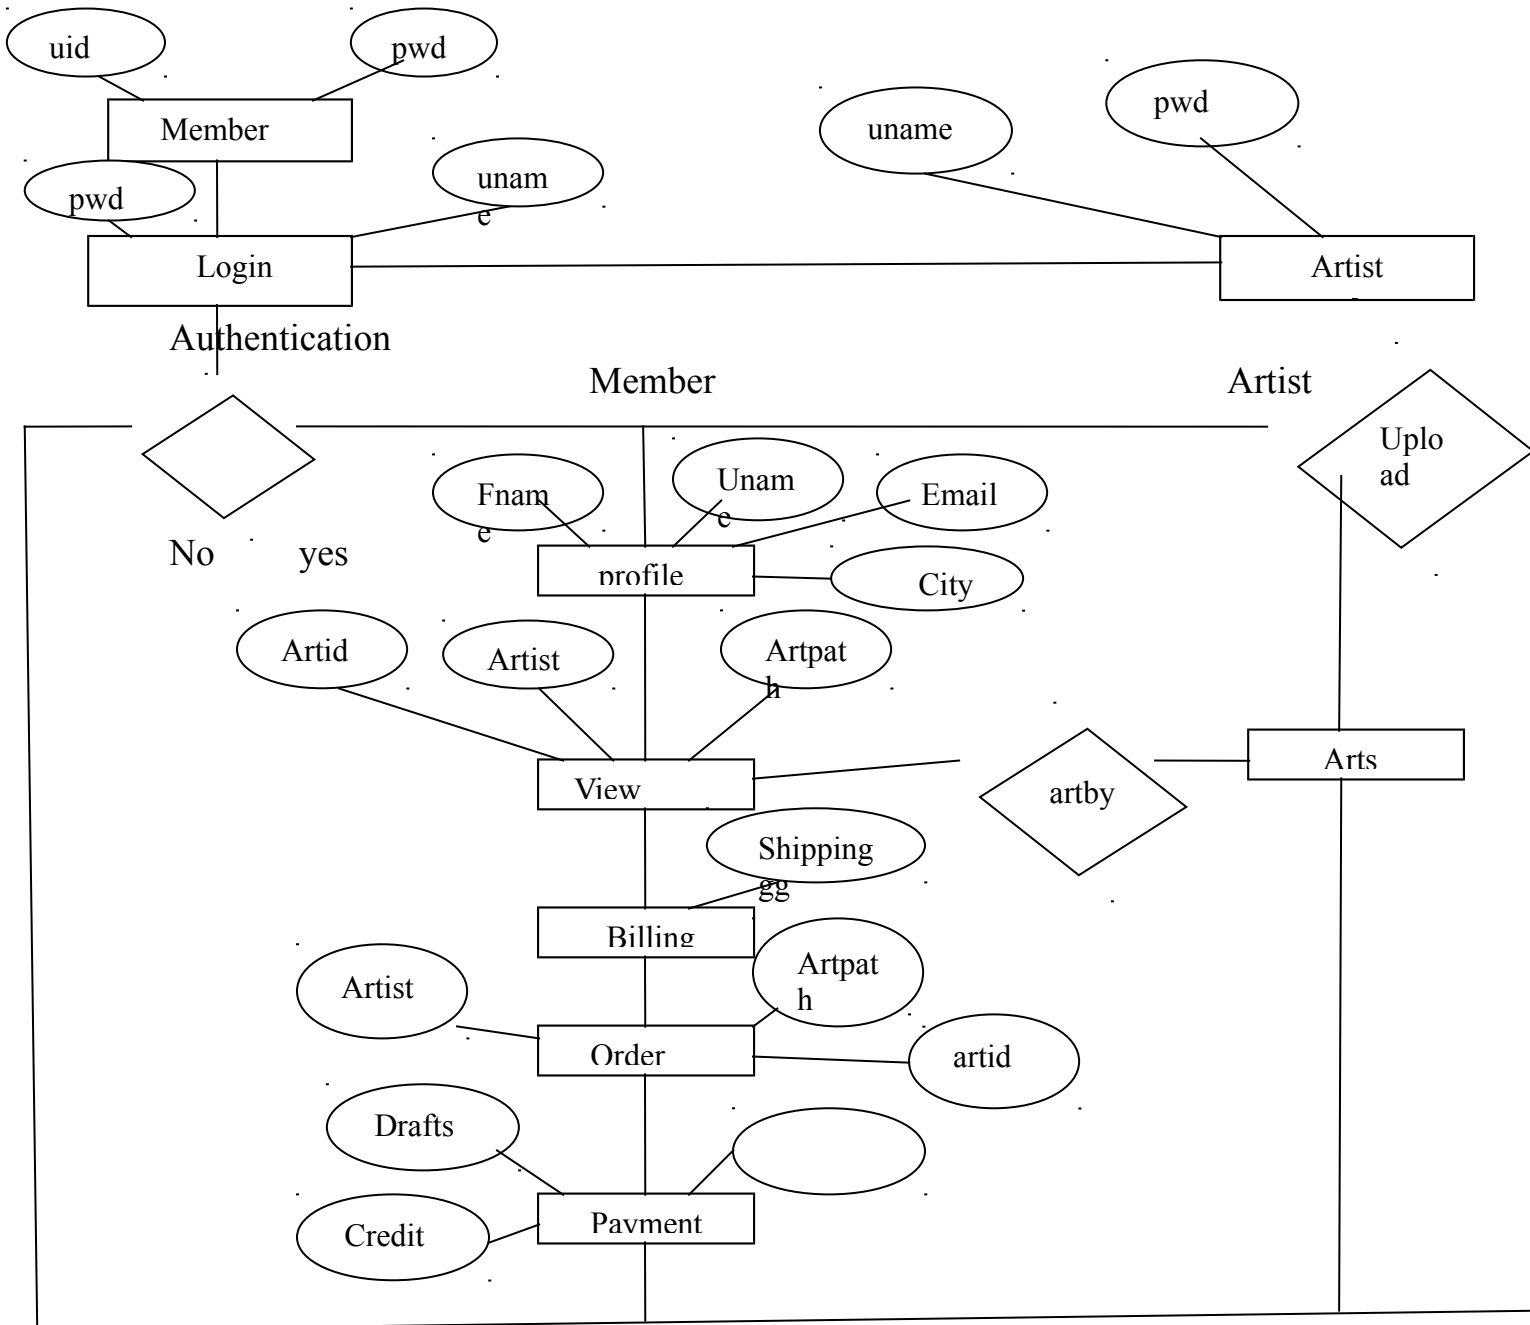 uid
pwd
Member
pwd
unam
e
uname
pwd
Login
Artist
Authentication
Member
Artist
Uplo
ad
Fnam
e
Unam
e
Email
No
yes
profile
City
Artid
Artist
Artpat
h
View
artby
Arts
Shipping
gg
Billing
Artist
Artpat
h
Order
artid
Drafts
Credit
Payment